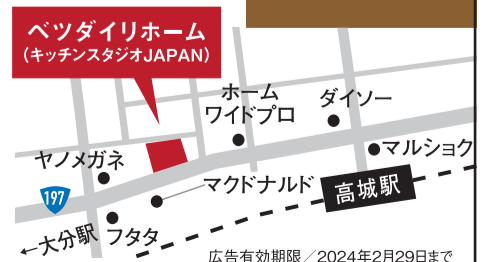 ベツダイリホーム
（キッチンスタジオJAPAN）
ホーム
ワイドプロ
ダイソー
ヤノメガネ
マルショク
197
マクドナルド
高城駅
←大分駅
フタタ
広告有効期限／2024年2月29日まで